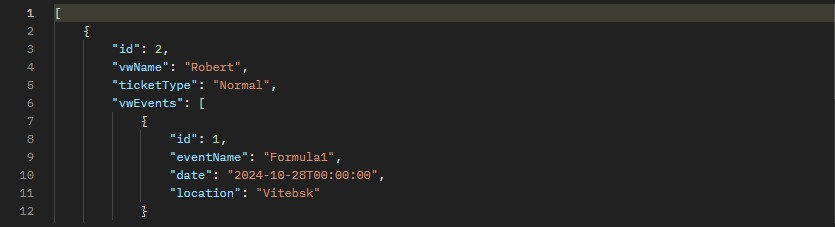 1 [
2 {
3 "id": 2,
4 "vwName": "Robert",
5 "ticketType": "Normal",
6 "vwEvents": [
7 {
8 "id": 1,
9 "eventName": "Formula1",
10 "date": "2024-10-28T00:00:00",
11 "location": "Vitebsk"
12 }